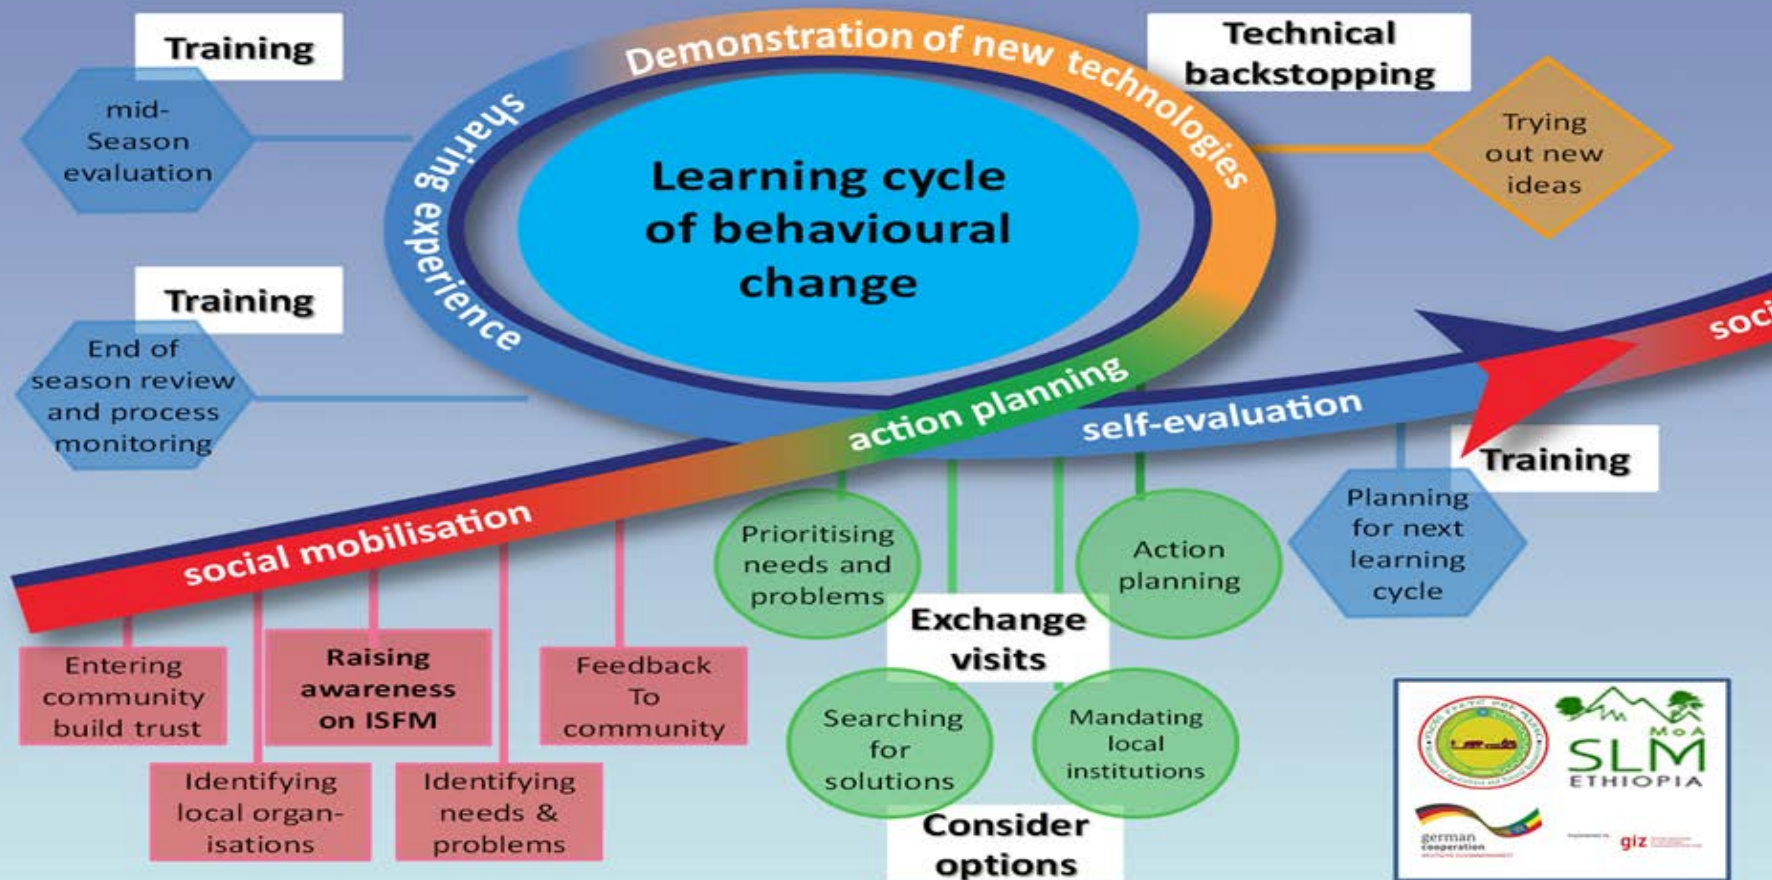 Training
mid-
Season
evaluation
Training
End of
season review
and process
monitoring
sharing experience
Demonstration of new technologies
Learning cycle
of behavioural
change
Technical
backstopping
Trying
out new
ideas
social mobilisation
action planning
self-evaluation
soci
Training
Planning
for next
learning
cycle
Entering
community
build trust
Identifying
local organ-
isations
Raising
awareness
on ISFM
Identifying
needs &
problems
Feedback
To
community
Prioritising
needs and
problems
Exchange
visits
Action
planning
Searching
for
solutions
Mandating
local
institutions
Consider
options
MoA
SLM
ETHIOPIA
german
cooperation
Implemented by
giz